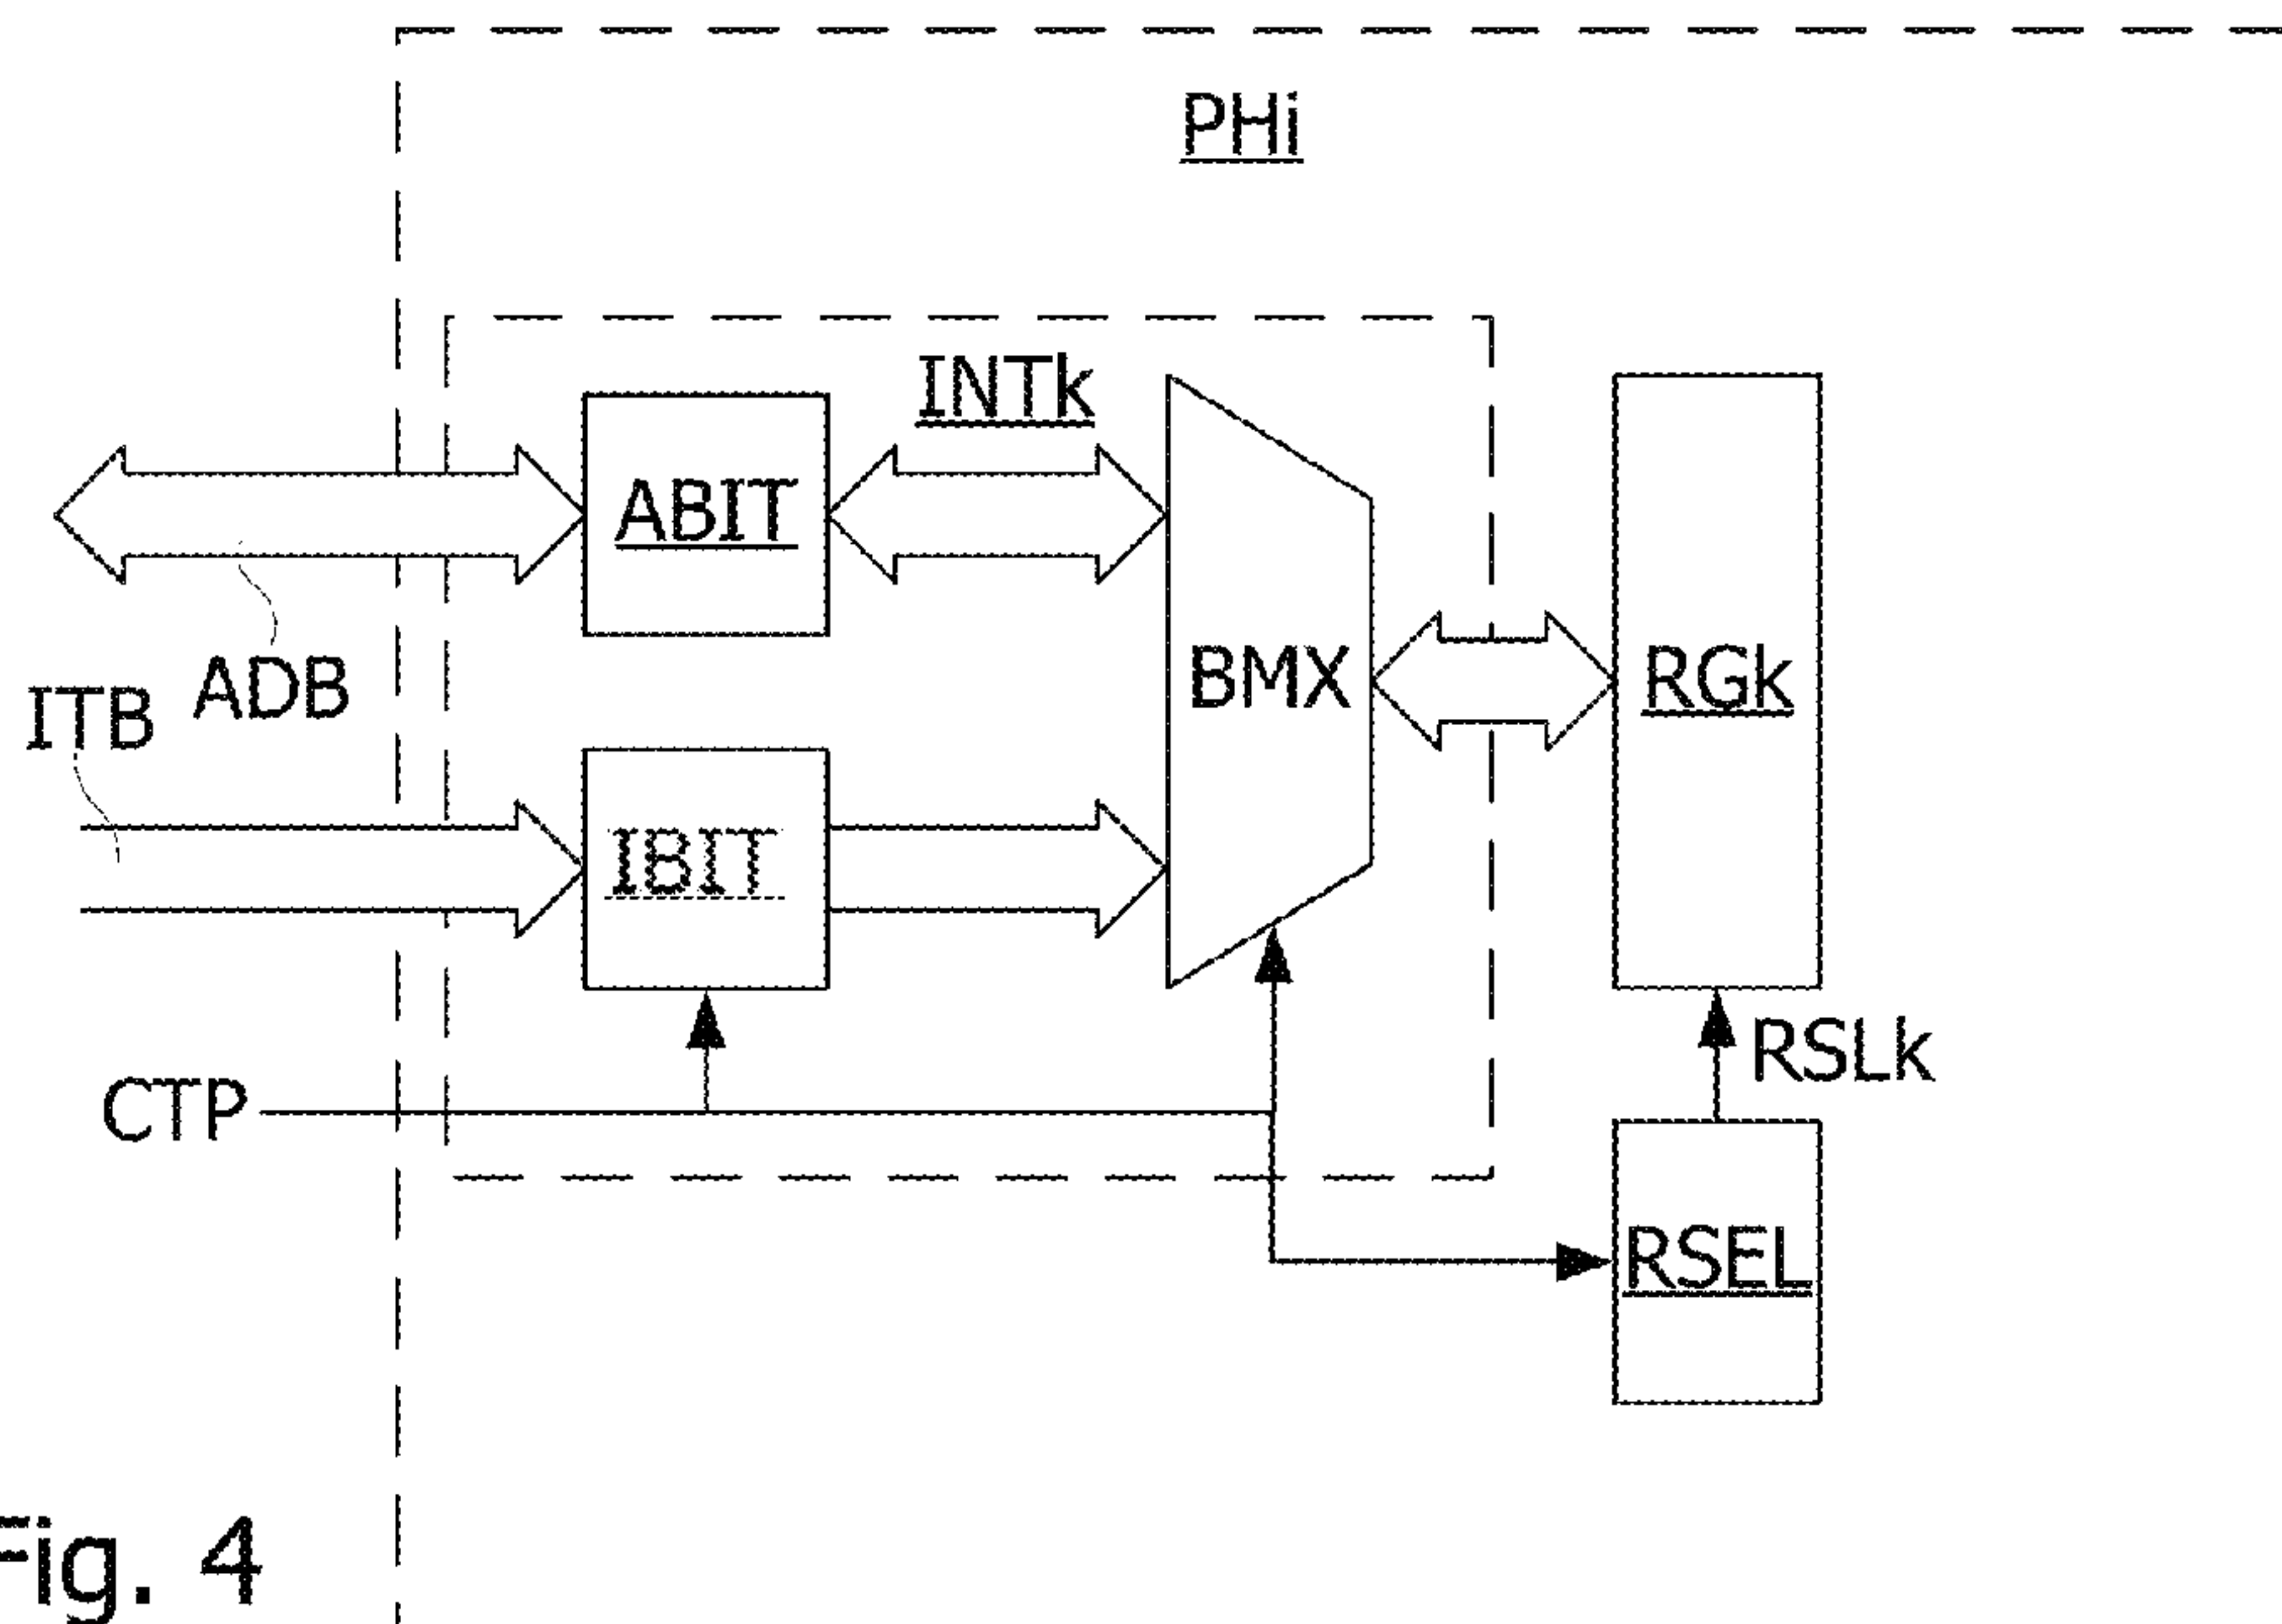 PHi
INTk
ABIT
ADB
ITB
BMX
RGk
IBIT
RSLk
CTP
RSEL
Fig. 4